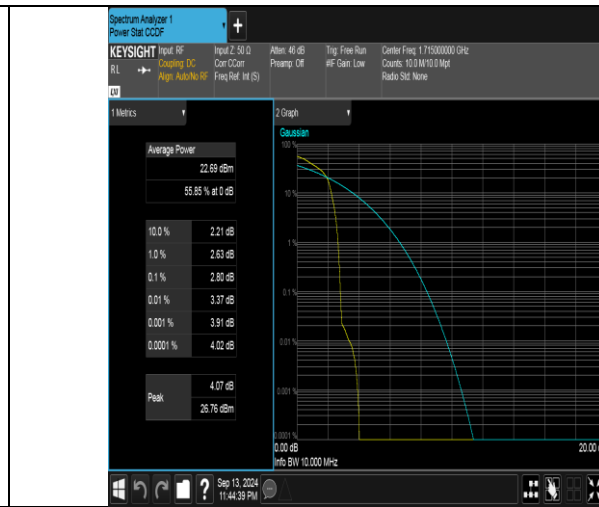 Spectrum Analyzer 1
Power Stat CCDF
+
KEYSIGHT Input: RF Input Z: 50 Ω Atten: 46 dB Trig: Free Run Center Freq: 1.715000000 GHz
RL Coupling: DC Corr CCorr Preamp: Off #IF Gain: Low Counts: 10.0 M/10.0 Mpt
Align: Auto/No RF Freq Ref: Int (S) Radio Std: None
LXI
1 Metrics
Average Power
22.69 dBm
55.85 % at 0 dB
10.0 % 2.21 dB
1.0 % 2.63 dB
0.1 % 2.80 dB
0.01 % 3.37 dB
0.001 % 3.91 dB
0.0001 % 4.02 dB
Peak 4.07 dB
26.76 dBm
2 Graph
Gaussian
100 %
10 %
1 %
0.1 %
0.01 %
0.001 %
0.0001 %
0.00 dB 20.00
Info BW 10.000 MHz
? Sep 13, 2024
11:44:39 PM